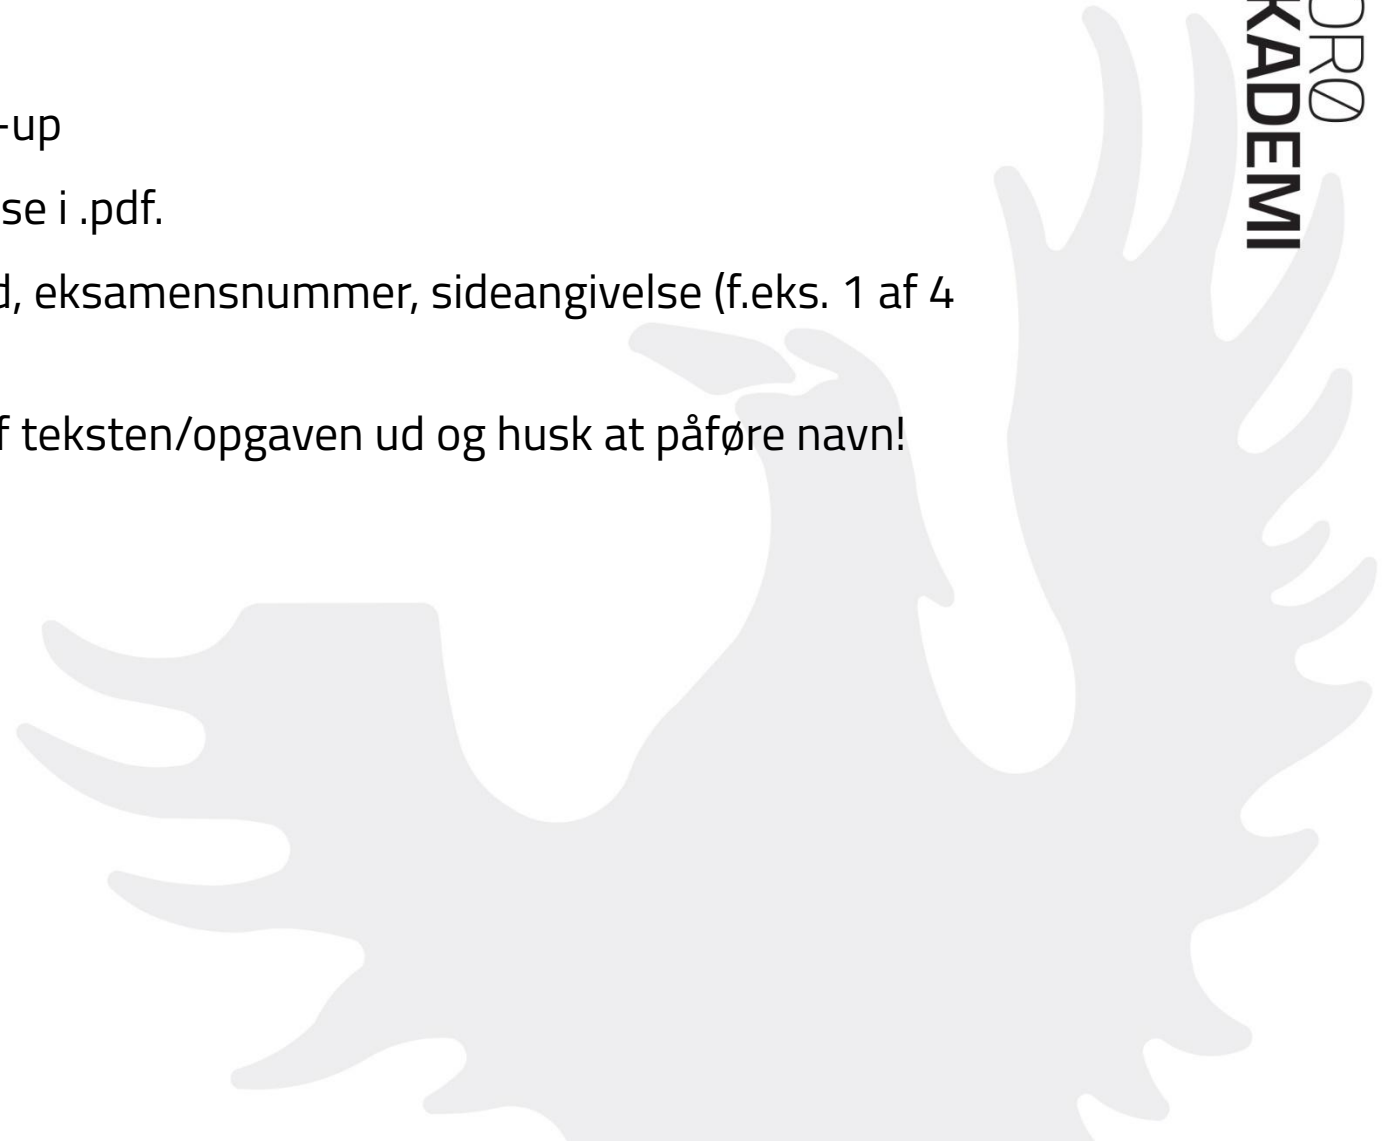 -up
se i .pdf.
d, eksamensnummer, sideangivelse (f.eks. 1 af 4
f teksten/opgaven ud og husk at påføre navn!
ORØ
KADEMI